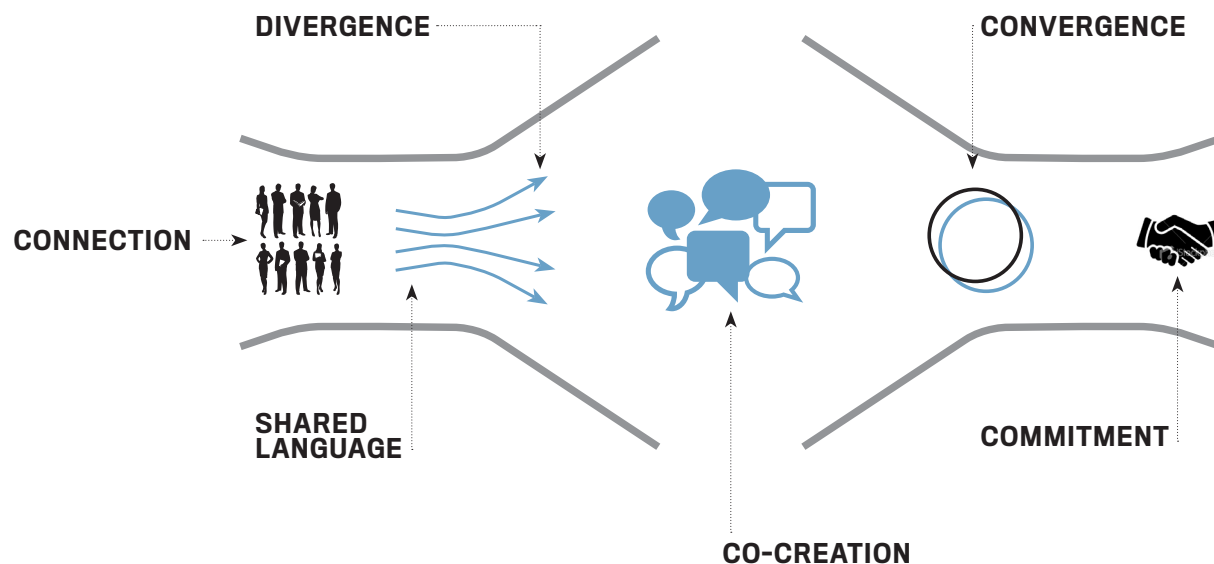 DIVERGENCE
CONVERGENCE
CONNECTION
SHARED
LANGUAGE
COMMITMENT
CO-CREATION